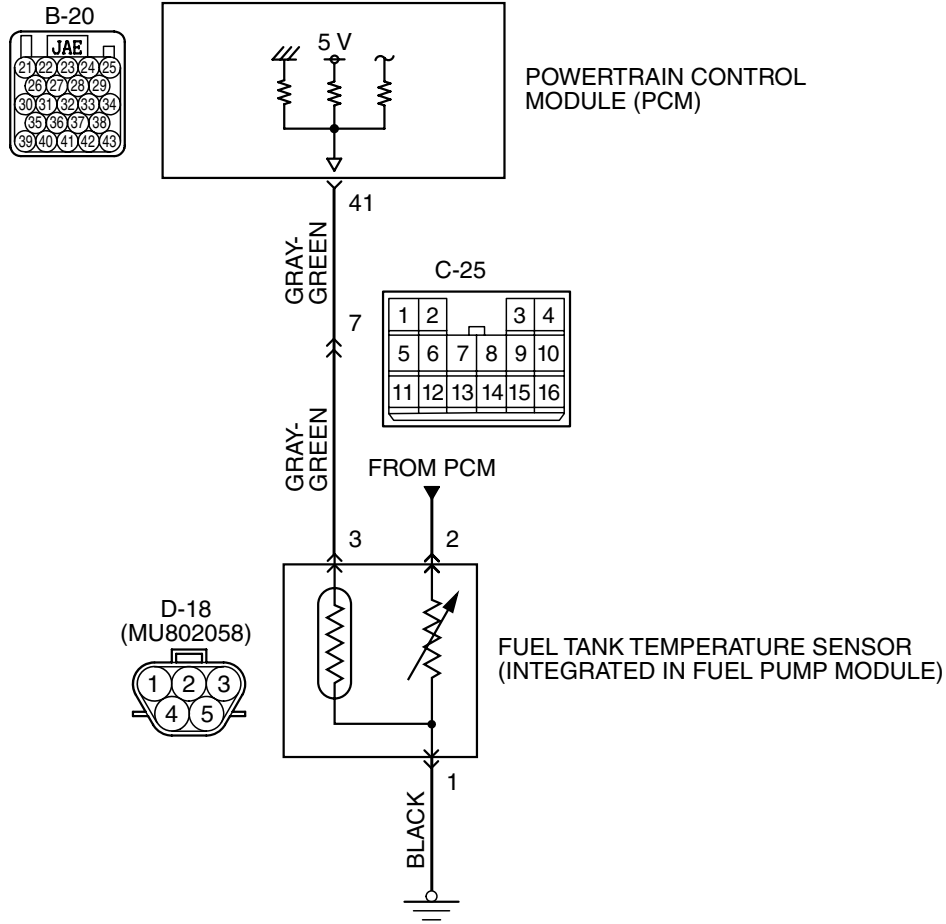 B-20
JAE
21 22 23 24 25
26 27 28 29
30 31 32 33 34
35 36 37 38
39 40 41 42 43
5 V
POWERTRAIN CONTROL
MODULE (PCM)
41
GRAY-
GREEN
C-25
1 2 3 4
5 6 7 8 9 10
11 12 13 14 15 16
7
GRAY-
GREEN
FROM PCM
3
2
D-18
(MU802058)
1 2 3
4 5
FUEL TANK TEMPERATURE SENSOR
(INTEGRATED IN FUEL PUMP MODULE)
1
BLACK